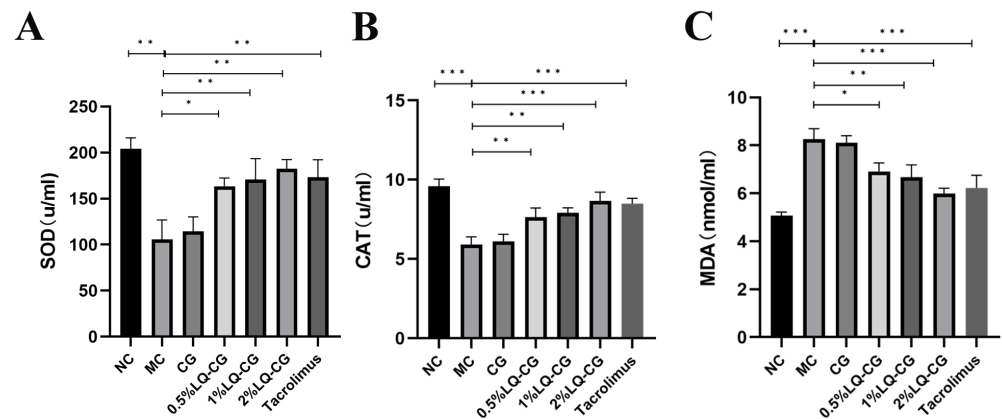 A
* * * *
* *
* *
*
SOD（u/ml)
250
200
150
100
50
0
NC
MC
CG
0.5%LQ-CG
1%LQ-CG
2%LQ-CG
Tacrolimus
B
* * * * * *
* * *
* *
* *
CAT（u/ml）
15
10
5
0
NC
MC
CG
0.5%LQ-CG
1%LQ-CG
2%LQ-CG
Tacrolimus
C
* * * * * *
* * *
* *
*
MDA（nmol/ml）
10
8
6
4
2
0
NC
MC
CG
0.5%LQ-CG
1%LQ-CG
2%LQ-CG
Tacrolimus